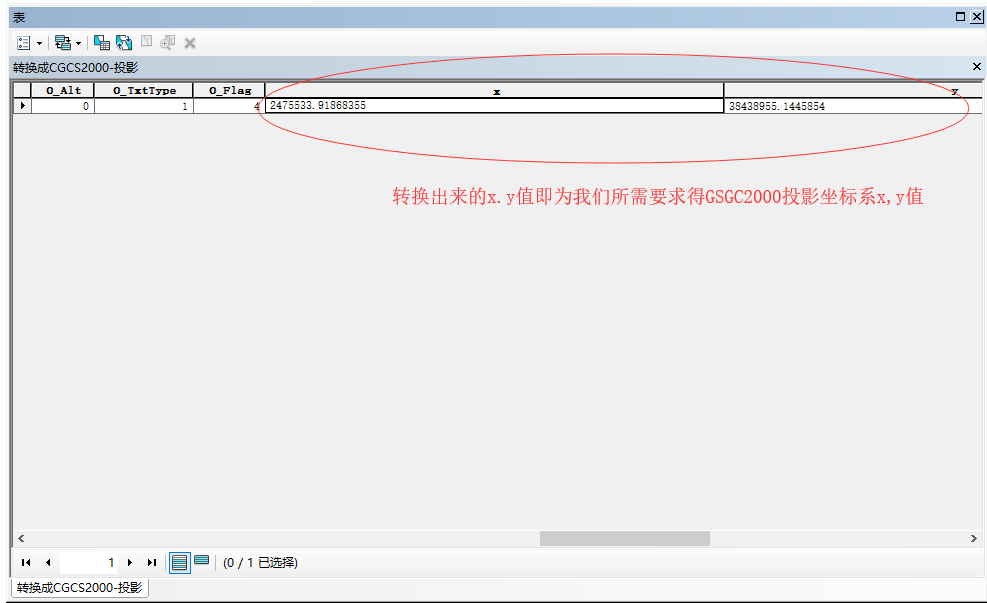 表
转换成CGCS2000-投影
O_Alt O_TxtType O_Flag x y
0 1 4 2475533.91868355 38438955.1445854
转换出来的x.y值即为我们所需要求得GSGC2000投影坐标系x,y值
1 (0 / 1 已选择)
转换成CGCS2000-投影